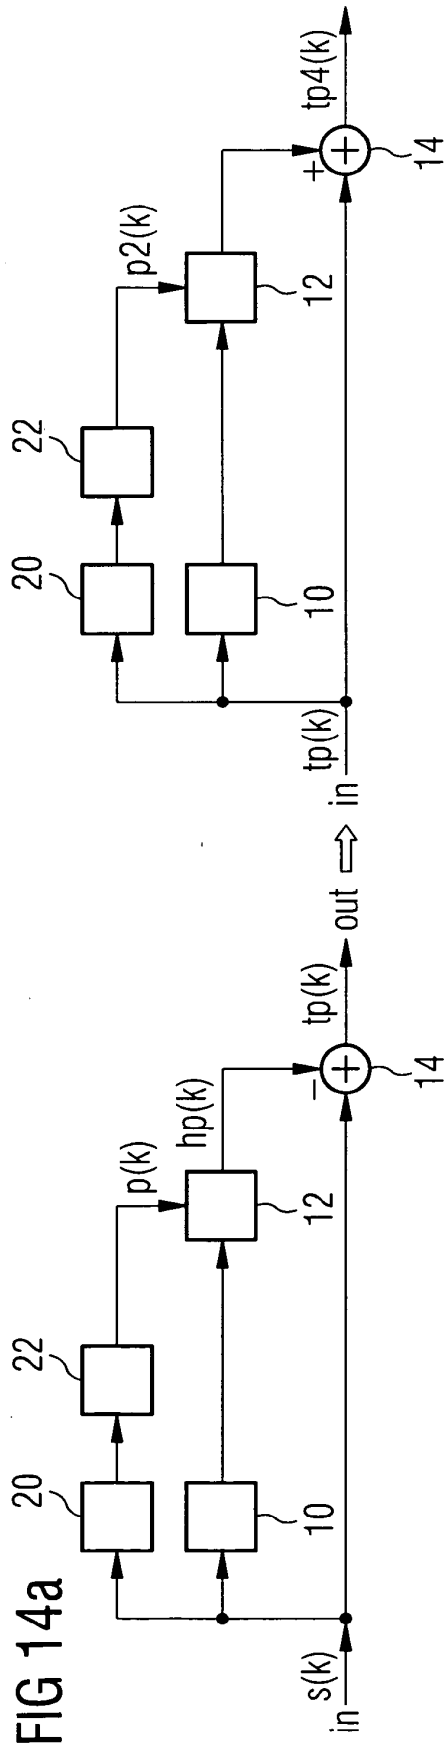 FIG 14a
20
22
p(k)
hp(k)
10
12
in
s(k)
–
tp(k)
14
out ⇨ in
tp(k)
20
22
p2(k)
10
12
+
tp4(k)
14